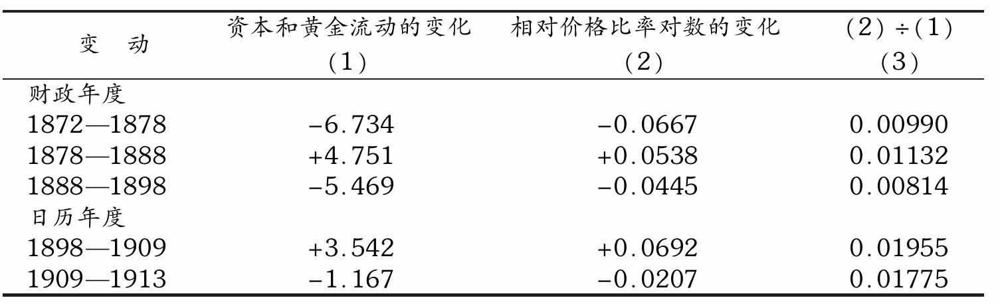 变 动 资本和黄金流动的变化 相对价格比率对数的变化 (2)÷(1)
(1) (2) (3)
财政年度
1872—1878 -6.734 -0.0667 0.00990
1878—1888 +4.751 +0.0538 0.01132
1888—1898 -5.469 -0.0445 0.00814
日历年度
1898—1909 +3.542 +0.0692 0.01955
1909—1913 -1.167 -0.0207 0.01775